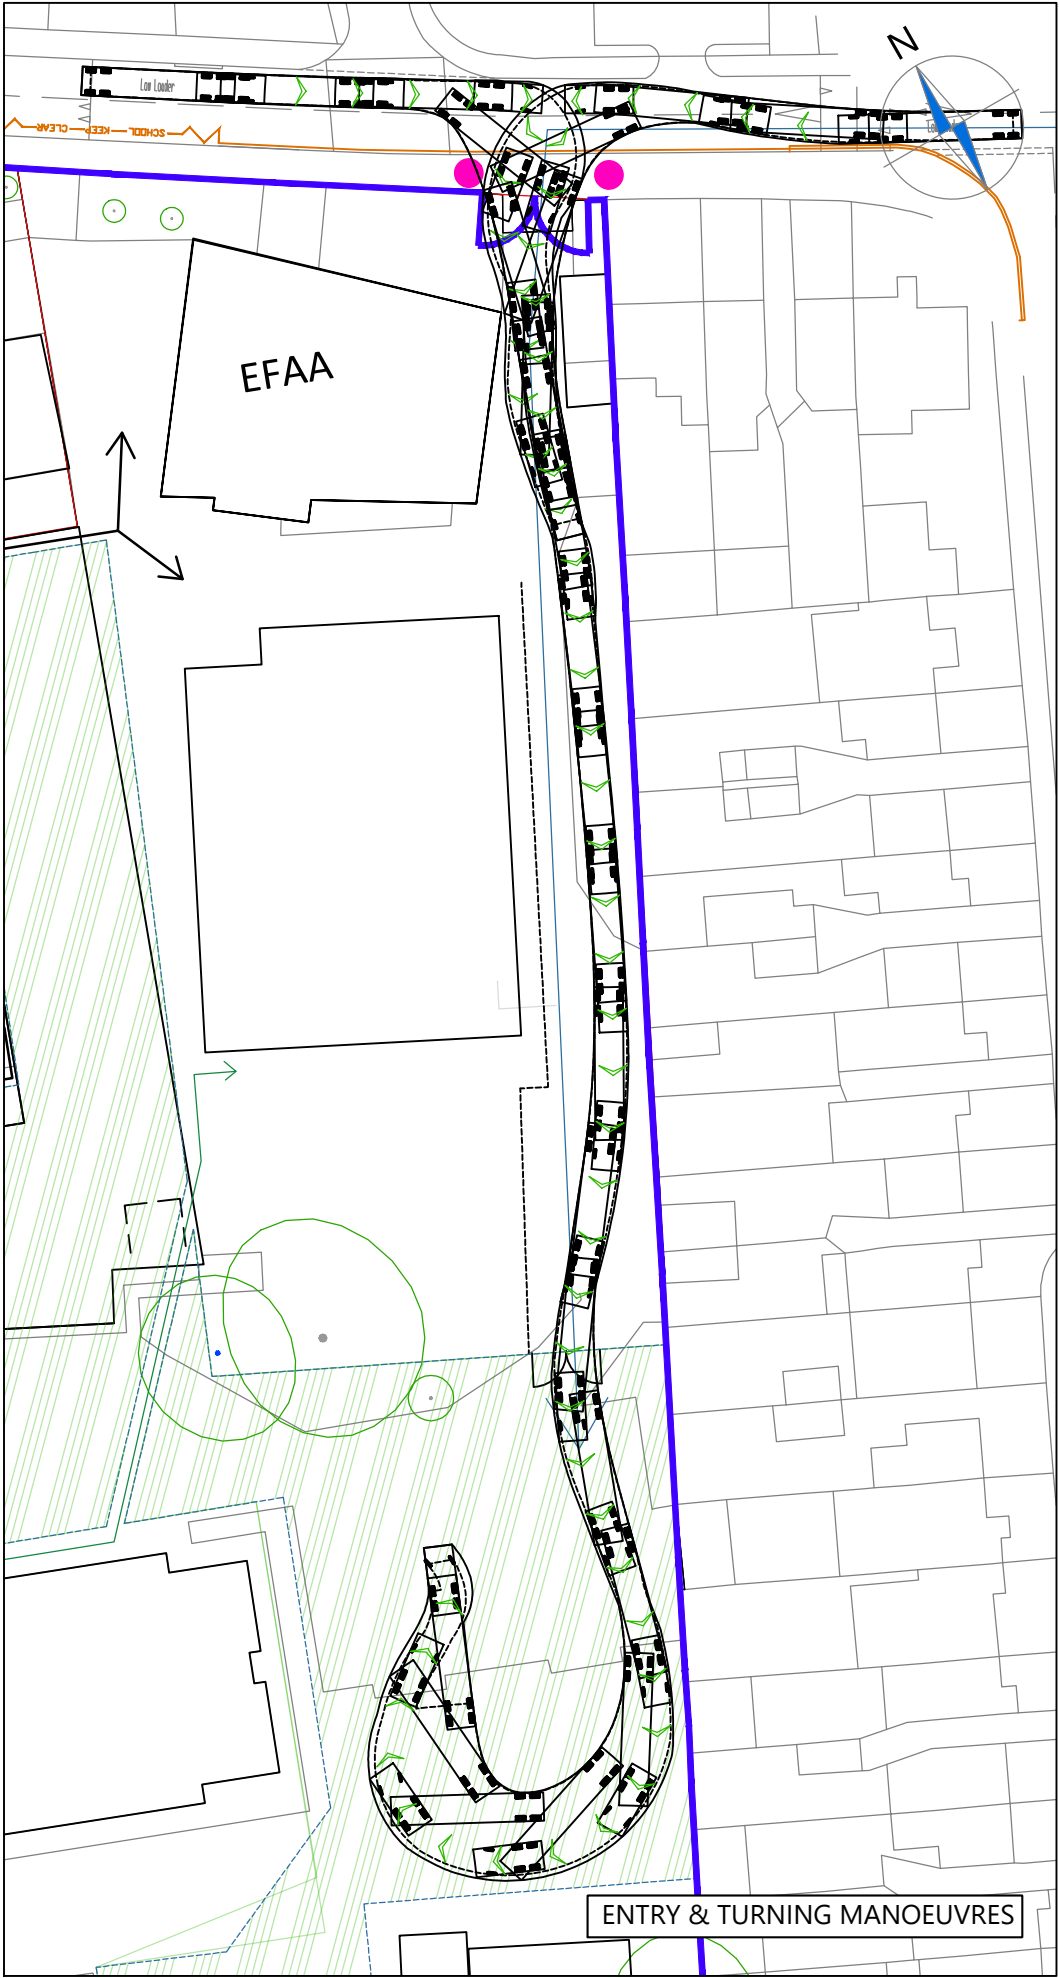 N
Low Loader
SCHOOL — KEEP — CLEAR
EFAA
ENTRY & TURNING MANOEUVRES